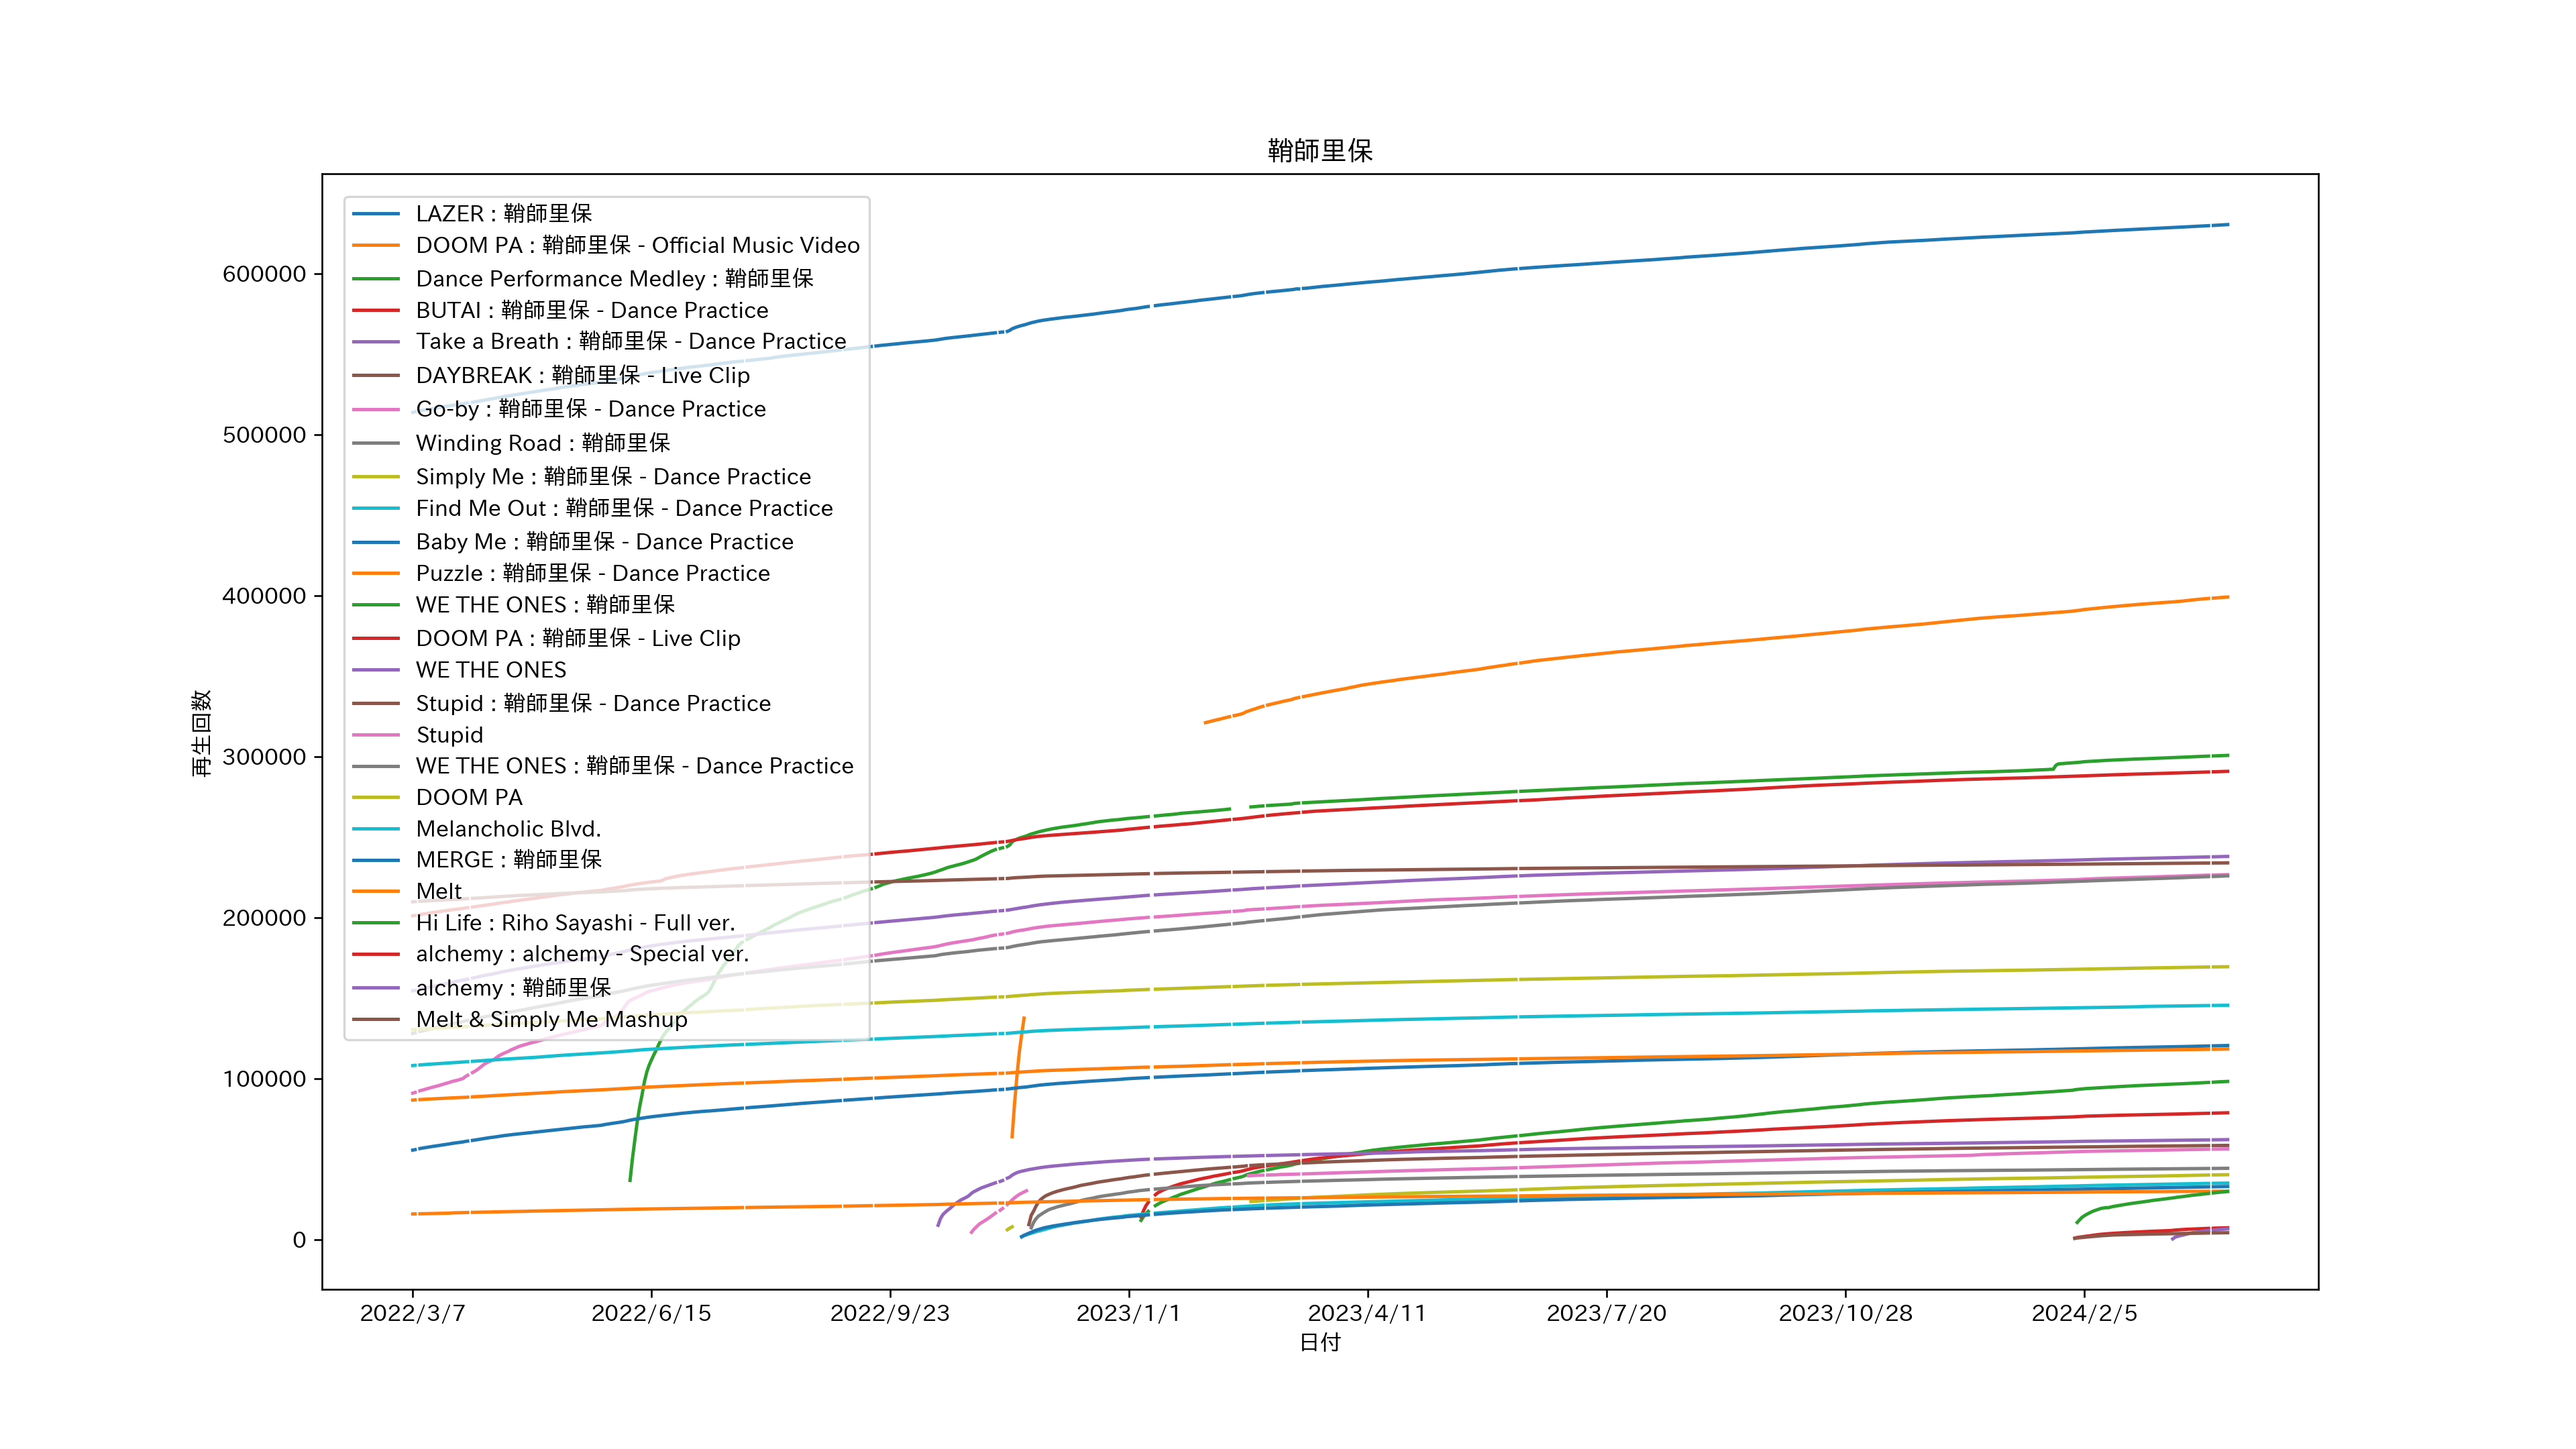 鞘師里保
LAZER : 鞘師里保
DOOM PA : 鞘師里保 - Official Music Video
Dance Performance Medley : 鞘師里保
BUTAI : 鞘師里保 - Dance Practice
Take a Breath : 鞘師里保 - Dance Practice
DAYBREAK : 鞘師里保 - Live Clip
Go-by : 鞘師里保 - Dance Practice
Winding Road : 鞘師里保
Simply Me : 鞘師里保 - Dance Practice
Find Me Out : 鞘師里保 - Dance Practice
Baby Me : 鞘師里保 - Dance Practice
Puzzle : 鞘師里保 - Dance Practice
WE THE ONES : 鞘師里保
DOOM PA : 鞘師里保 - Live Clip
WE THE ONES
Stupid : 鞘師里保 - Dance Practice
Stupid
WE THE ONES : 鞘師里保 - Dance Practice
DOOM PA
Melancholic Blvd.
MERGE : 鞘師里保
Melt
Hi Life : Riho Sayashi - Full ver.
alchemy : alchemy - Special ver.
alchemy : 鞘師里保
Melt & Simply Me Mashup
再生回数
600000
500000
400000
300000
200000
100000
0
2022/3/7
2022/6/15
2022/9/23
2023/1/1
2023/4/11
2023/7/20
2023/10/28
2024/2/5
日付